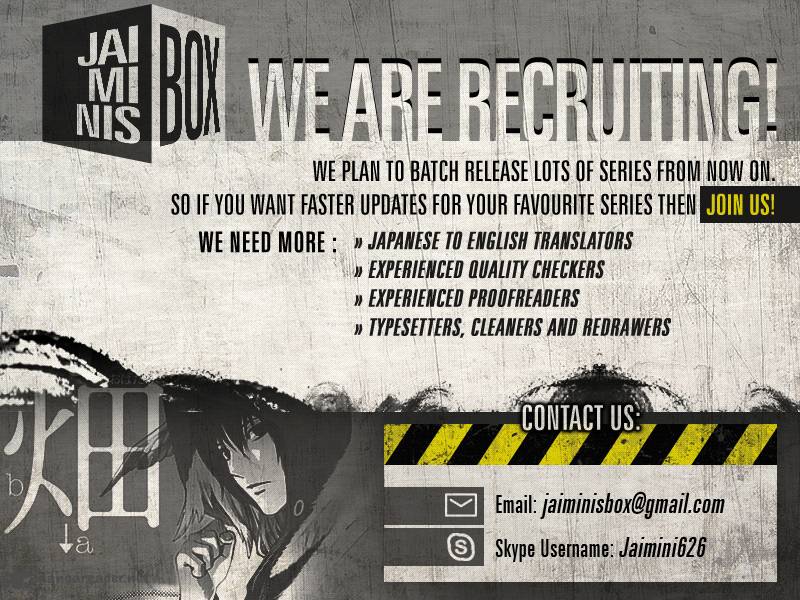 JAI
MI
NIS
BOX
WE ARE RECRUITING!
WE PLAN TO BATCH RELEASE LOTS OF SERIES FROM NOW ON.
SO IF YOU WANT FASTER UPDATES FOR YOUR FAVOURITE SERIES THEN JOIN US!
WE NEED MORE : » JAPANESE TO ENGLISH TRANSLATORS
» EXPERIENCED QUALITY CHECKERS
» EXPERIENCED PROOFREADERS
» TYPESETTERS, CLEANERS AND REDRAWERS
畑
b
↓a
CONTACT US:
Email: jaiminisbox@gmail.com
Skype Username: Jaimini626